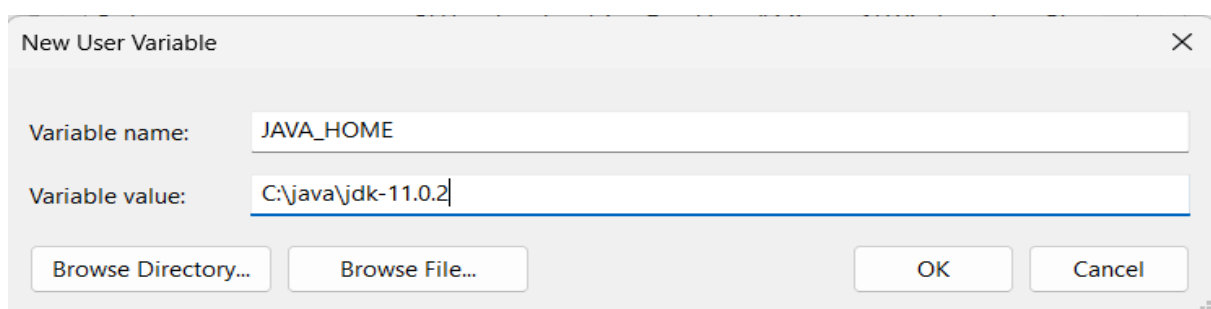 New User Variable
Variable name: JAVA_HOME
Variable value: C:\java\jdk-11.0.2
Browse Directory... Browse File... OK Cancel